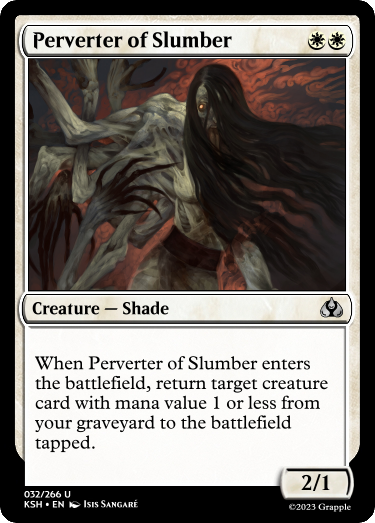 Perverter of Slumber
Creature — Shade
When Perverter of Slumber enters
the battlefield, return target creature
card with mana value 1 or less from
your graveyard to the battlefield
tapped.
2/1
032/266 U
KSH • EN Isis Sangaré
©2023 Grapple